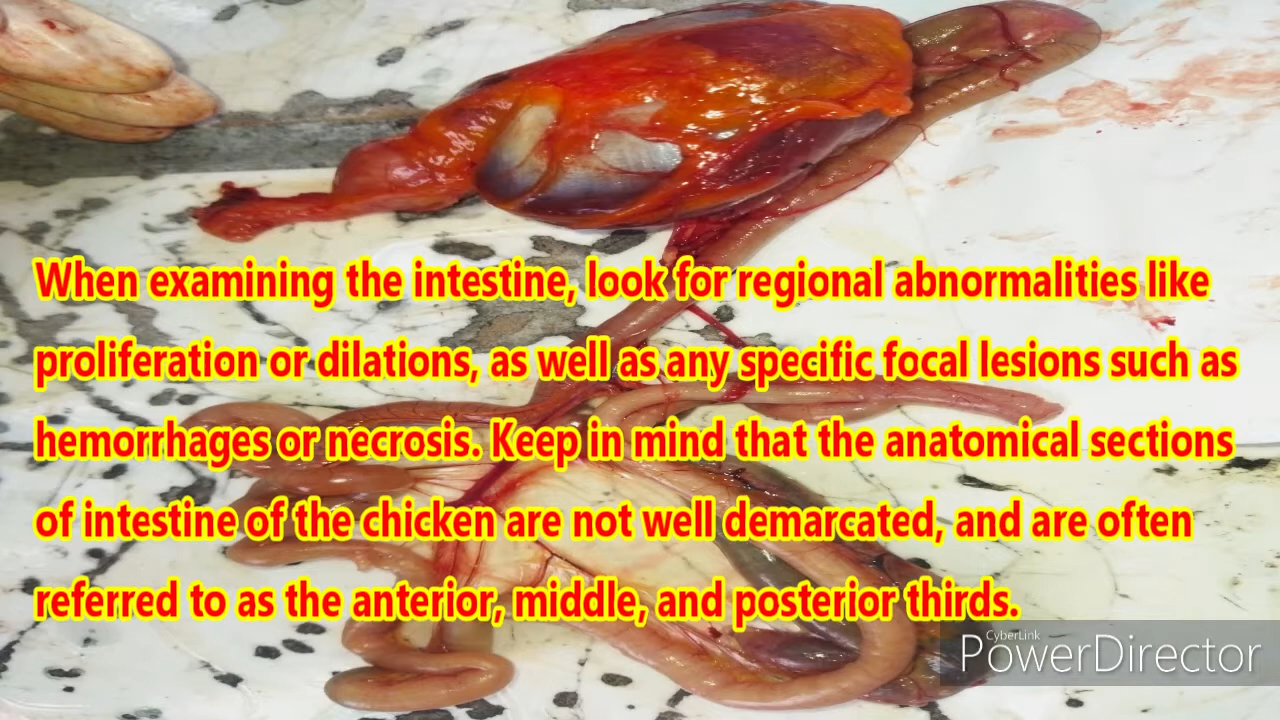 When examining the intestine, look for regional abnormalities like
proliferation or dilations, as well as any specific focal lesions such as
hemorrhages or necrosis. Keep in mind that the anatomical sections
of intestine of the chicken are not well demarcated, and are often
referred to as the anterior, middle, and posterior thirds.
CyberLink
PowerDirector